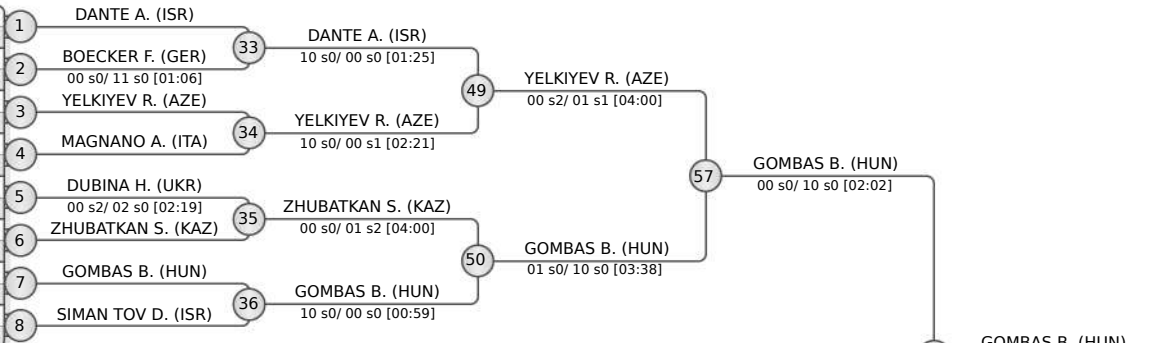 1
DANTE A. (ISR)
33
DANTE A. (ISR)
10 s0/ 00 s0 [01:25]
2
BOECKER F. (GER)
00 s0/ 11 s0 [01:06]
49
YELKIYEV R. (AZE)
00 s2/ 01 s1 [04:00]
3
YELKIYEV R. (AZE)
34
YELKIYEV R. (AZE)
10 s0/ 00 s1 [02:21]
4
MAGNANO A. (ITA)
57
GOMBAS B. (HUN)
00 s0/ 10 s0 [02:02]
5
DUBINA H. (UKR)
00 s2/ 02 s0 [02:19]
35
ZHUBATKAN S. (KAZ)
00 s0/ 01 s2 [04:00]
6
ZHUBATKAN S. (KAZ)
50
GOMBAS B. (HUN)
01 s0/ 10 s0 [03:38]
7
GOMBAS B. (HUN)
36
GOMBAS B. (HUN)
10 s0/ 00 s0 [00:59]
8
SIMAN TOV D. (ISR)
GOMBAS B. (HUN)